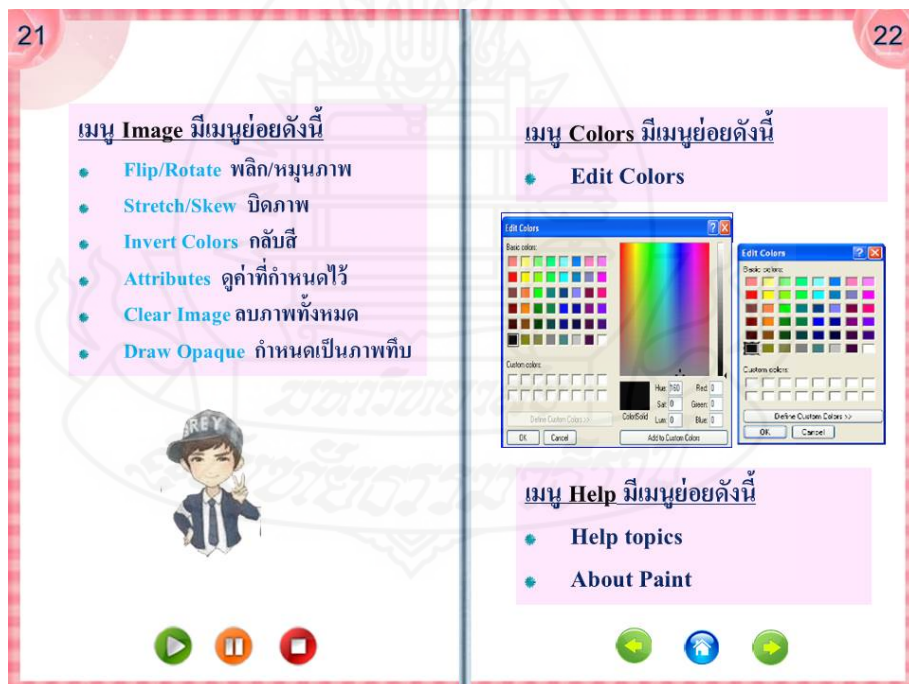 21
เมนู Image มีเมนูย่อยดังนี้
Flip/Rotate พลิก/หมุนภาพ
Stretch/Skew บิดภาพ
Invert Colors กลับสี
Attributes ดูค่าที่กำหนดไว้
Clear Image ลบภาพทั้งหมด
Draw Opaque กำหนดเป็นภาพทึบ
GREY
22
เมนู Colors มีเมนูย่อยดังนี้
Edit Colors
Edit Colors
Basic colors:
Custom colors:
Define Custom Colors >>
OK Cancel
Color|Solid
Hue: 160 Red: 0
Sat: 0 Green: 0
Lum: 0 Blue: 0
Add to Custom Colors
Edit Colors
Basic colors:
Custom colors:
Define Custom Colors >>
OK Cancel
เมนู Help มีเมนูย่อยดังนี้
Help topics
About Paint